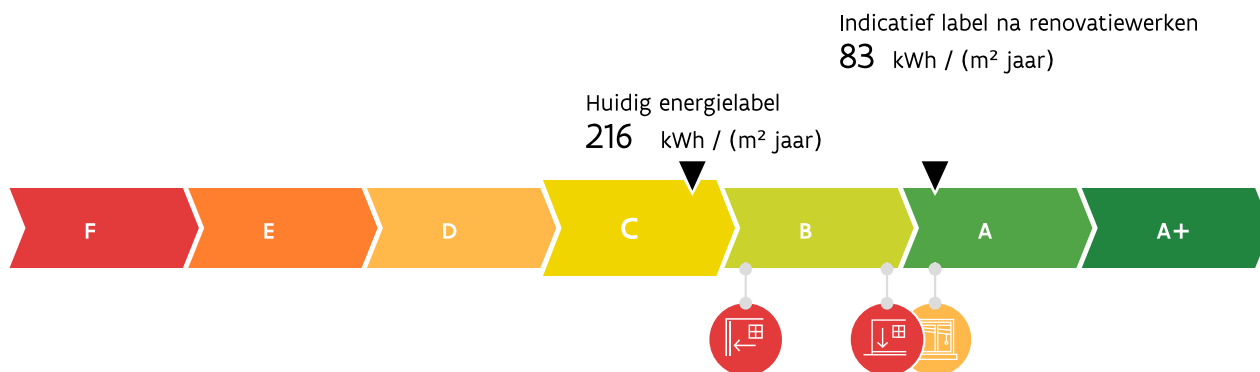 Indicatief label na renovatiewerken
83 kWh / (m² jaar)
Huidig energielabel
216 kWh / (m² jaar)
F E D C B A A+